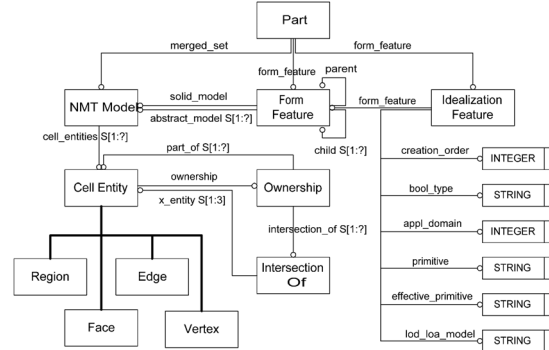 Part
merged_set
form_feature
form_feature
parent
NMT Model
solid_model
abstract_model S[1:?]
Form
Feature
form_feature
Idealization
Feature
cell_entities S[1:?]
part_of S[1:?]
child S[1:?]
creation_order
INTEGER
Cell Entity
ownership
Ownership
x_entity S[1:3]
bool_type
STRING
intersection_of S[1:?]
appl_domain
INTEGER
Region
Edge
Intersection
Of
primitive
STRING
Face
Vertex
effective_primitive
STRING
lod_loa_model
STRING